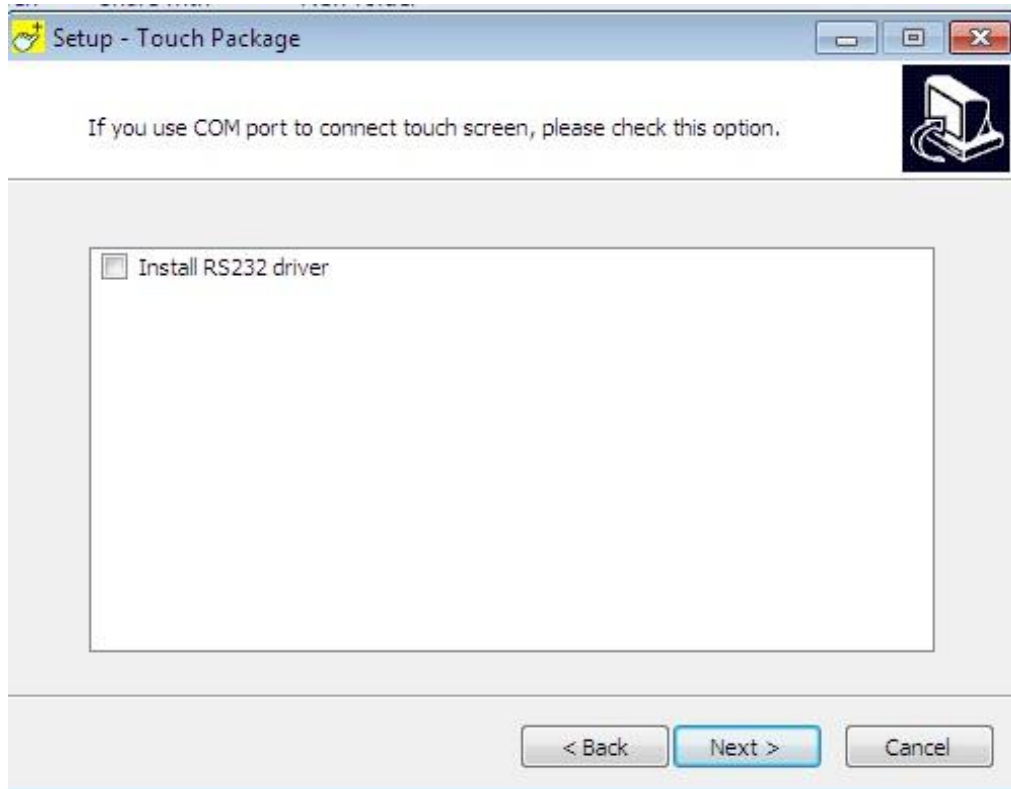 Setup - Touch Package
If you use COM port to connect touch screen, please check this option.
Install RS232 driver
< Back Next > Cancel